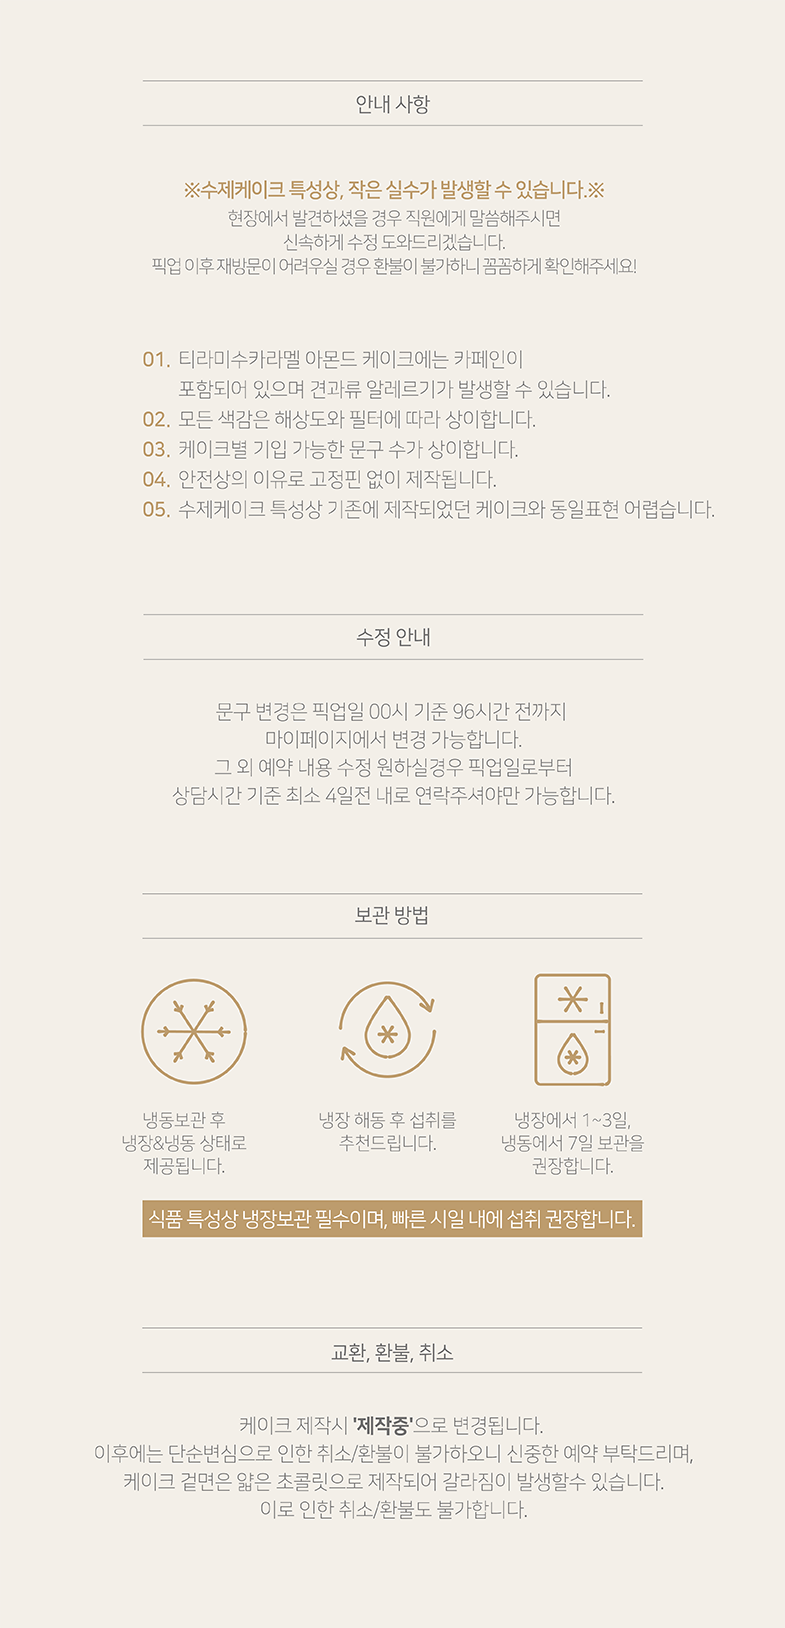 안내 사항
※수제케이크 특성상, 작은 실수가 발생할 수 있습니다.※
현장에서 발견하셨을 경우 직원에게 말씀해주시면
신속하게 수정 도와드리겠습니다.
픽업 이후 재방문이 어려우실 경우 환불이 불가하니 꼼꼼하게 확인해주세요!
01. 티라미수카라멜 아몬드 케이크에는 카페인이
포함되어 있으며 견과류 알레르기가 발생할 수 있습니다.
02. 모든 색감은 해상도와 필터에 따라 상이합니다.
03. 케이크별 기입 가능한 문구 수가 상이합니다.
04. 안전상의 이유로 고정핀 없이 제작됩니다.
05. 수제케이크 특성상 기존에 제작되었던 케이크와 동일표현 어렵습니다.
수정 안내
문구 변경은 픽업일 00시 기준 96시간 전까지
마이페이지에서 변경 가능합니다.
그 외 예약 내용 수정 원하실경우 픽업일로부터
상담시간 기준 최소 4일전 내로 연락주셔야만 가능합니다.
보관 방법
냉동보관 후
냉장&냉동 상태로
제공됩니다.
냉장 해동 후 섭취를
추천드립니다.
냉장에서 1~3일,
냉동에서 7일 보관을
권장합니다.
식품 특성상 냉장보관 필수이며, 빠른 시일 내에 섭취 권장합니다.
교환, 환불, 취소
케이크 제작시 '제작중'으로 변경됩니다.
이후에는 단순변심으로 인한 취소/환불이 불가하오니 신중한 예약 부탁드리며,
케이크 겉면은 얇은 초콜릿으로 제작되어 갈라짐이 발생할수 있습니다.
이로 인한 취소/환불도 불가합니다.